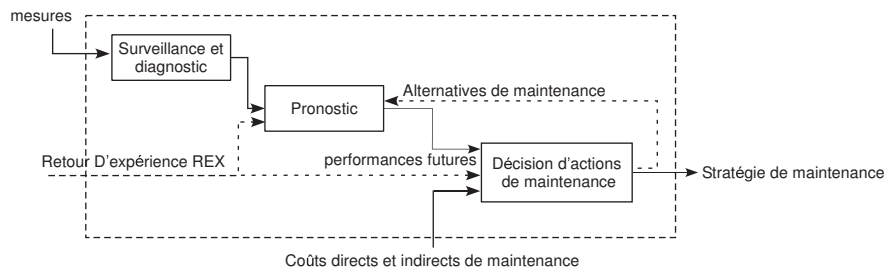 mesures
Surveillance et
diagnostic
Alternatives de maintenance
Pronostic
Retour D'expérience REX
performances futures
Décision d'actions
de maintenance
Stratégie de maintenance
Coûts directs et indirects de maintenance